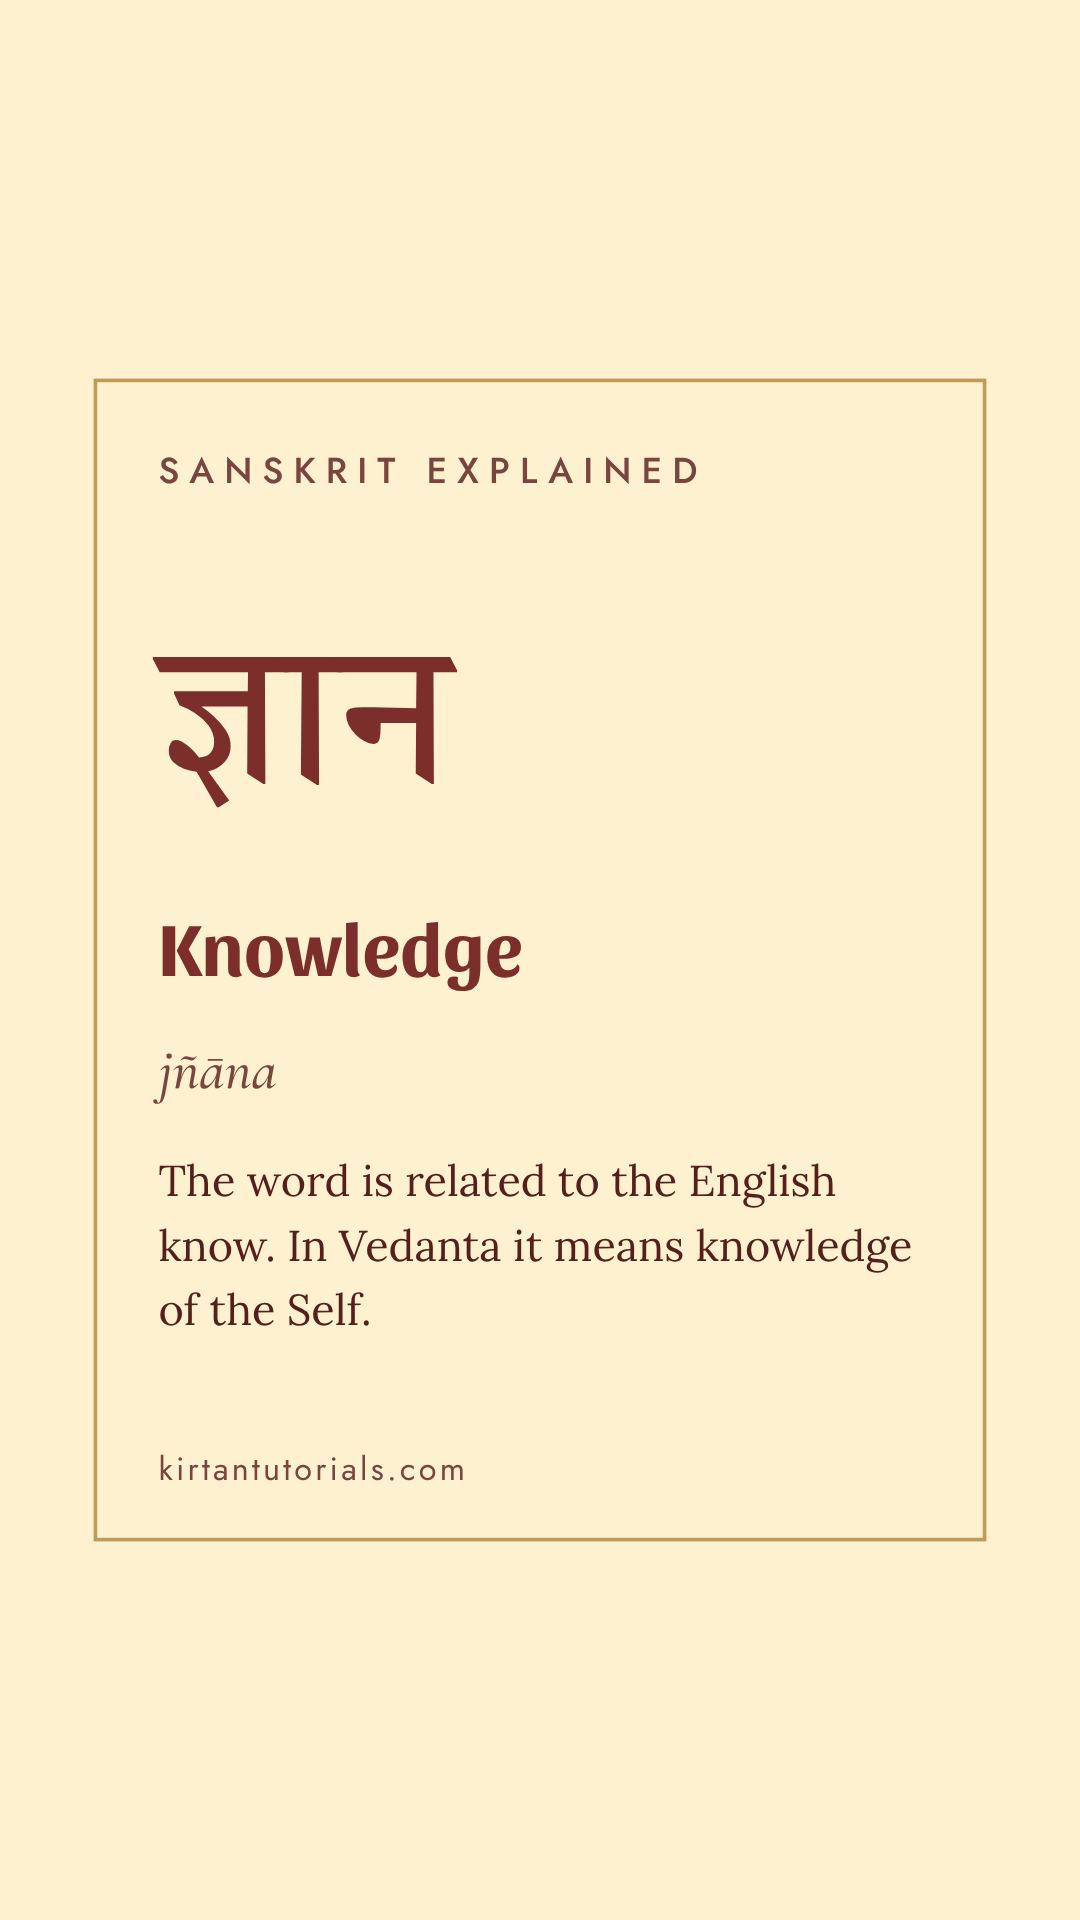 SANSKRIT EXPLAINED
ज्ञान
Knowledge
jñāna
The word is related to the English
know. In Vedanta it means knowledge
of the Self.
kirtantutorials.com